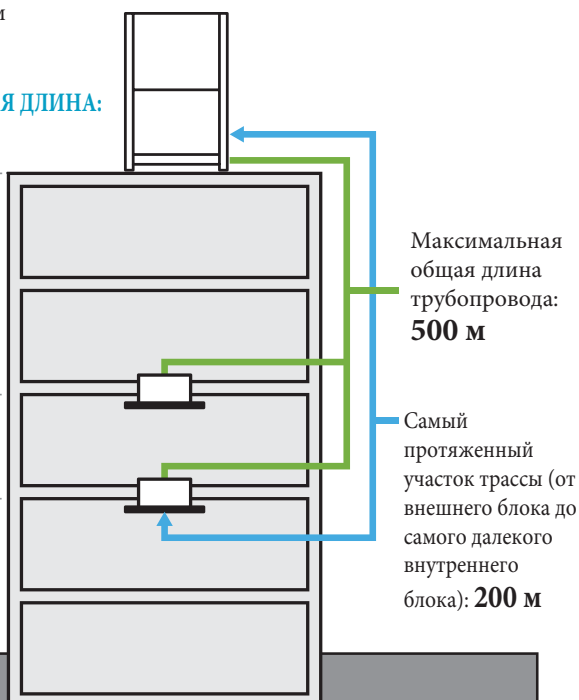 м
Я ДЛИНА:
Максимальная
общая длина
трубопровода:
500 м
Самый
протяженный
участок трассы (от
внешнего блока до
самого далекого
внутреннего
блока): 200 м